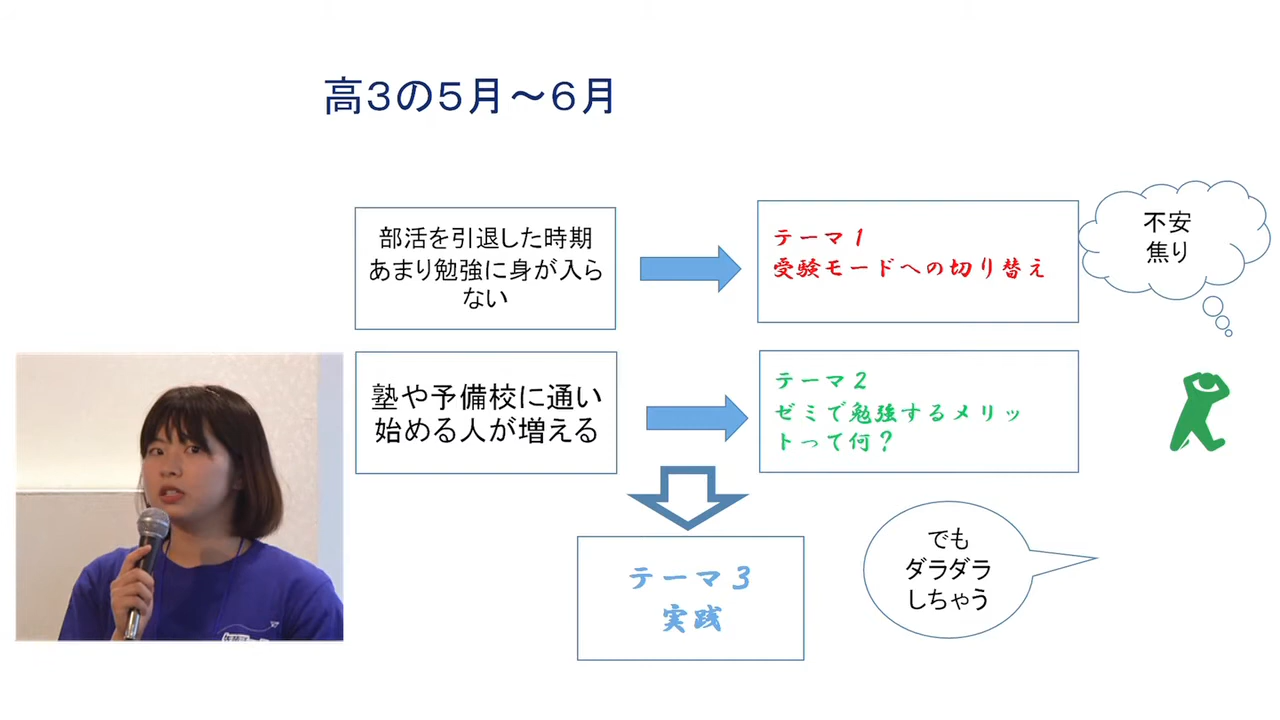 高３の５月～６月
部活を引退した時期
あまり勉強に身が入ら
ない
テーマ１
受験モードへの切り替え
不安
焦り
塾や予備校に通い
始める人が増える
テーマ２
ゼミで勉強するメリッ
トって何？
テーマ３
実践
でも
ダラダラ
しちゃう